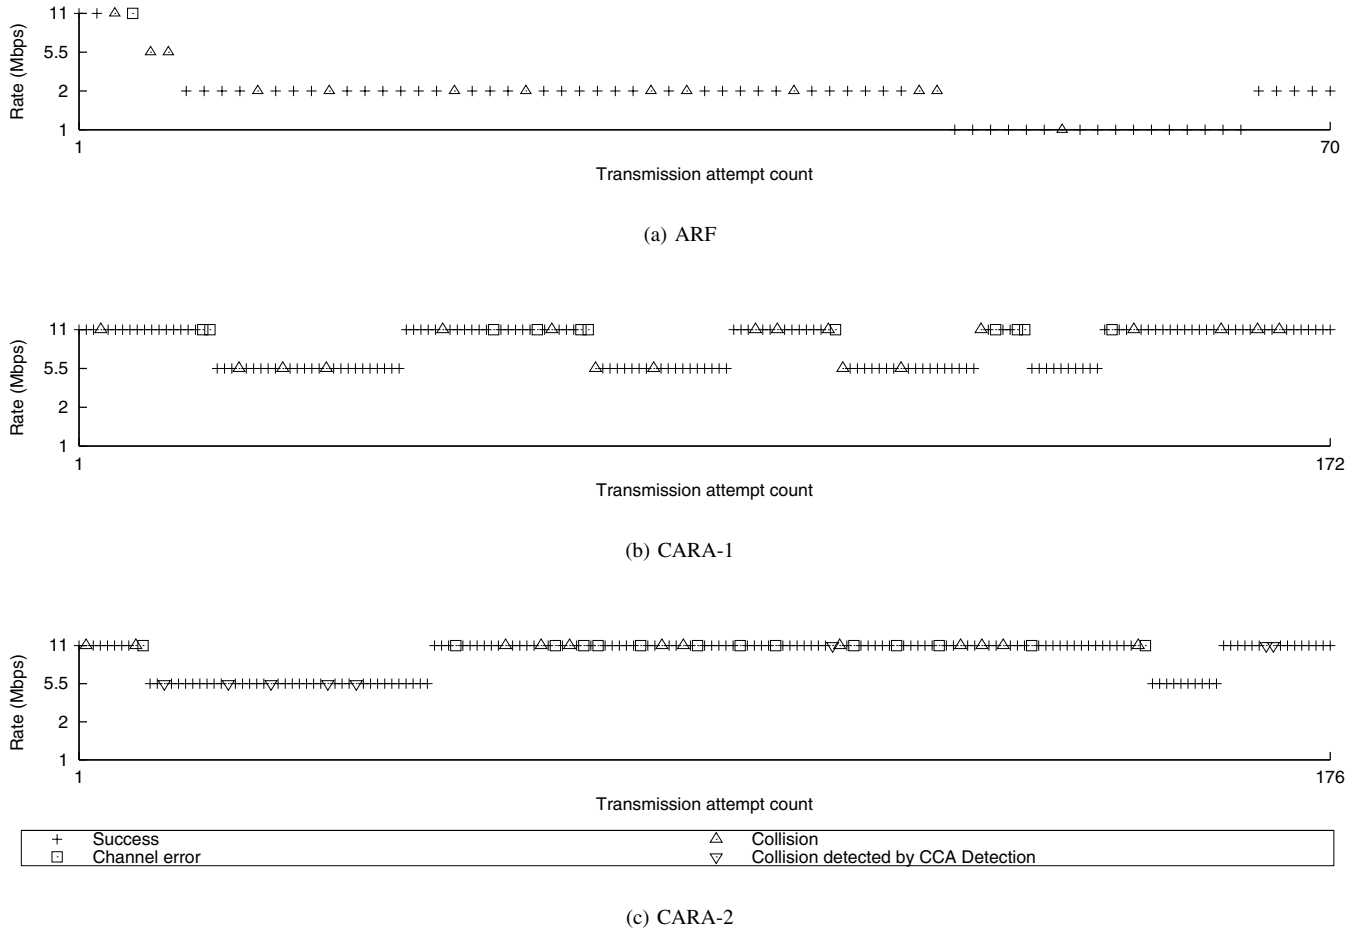 Rate (Mbps)
11
5.5
2
1
1
70
Transmission attempt count
(a) ARF
Rate (Mbps)
11
5.5
2
1
1
172
Transmission attempt count
(b) CARA-1
Rate (Mbps)
11
5.5
2
1
1
176
Transmission attempt count
Success
Collision
Channel error
Collision detected by CCA Detection
(c) CARA-2